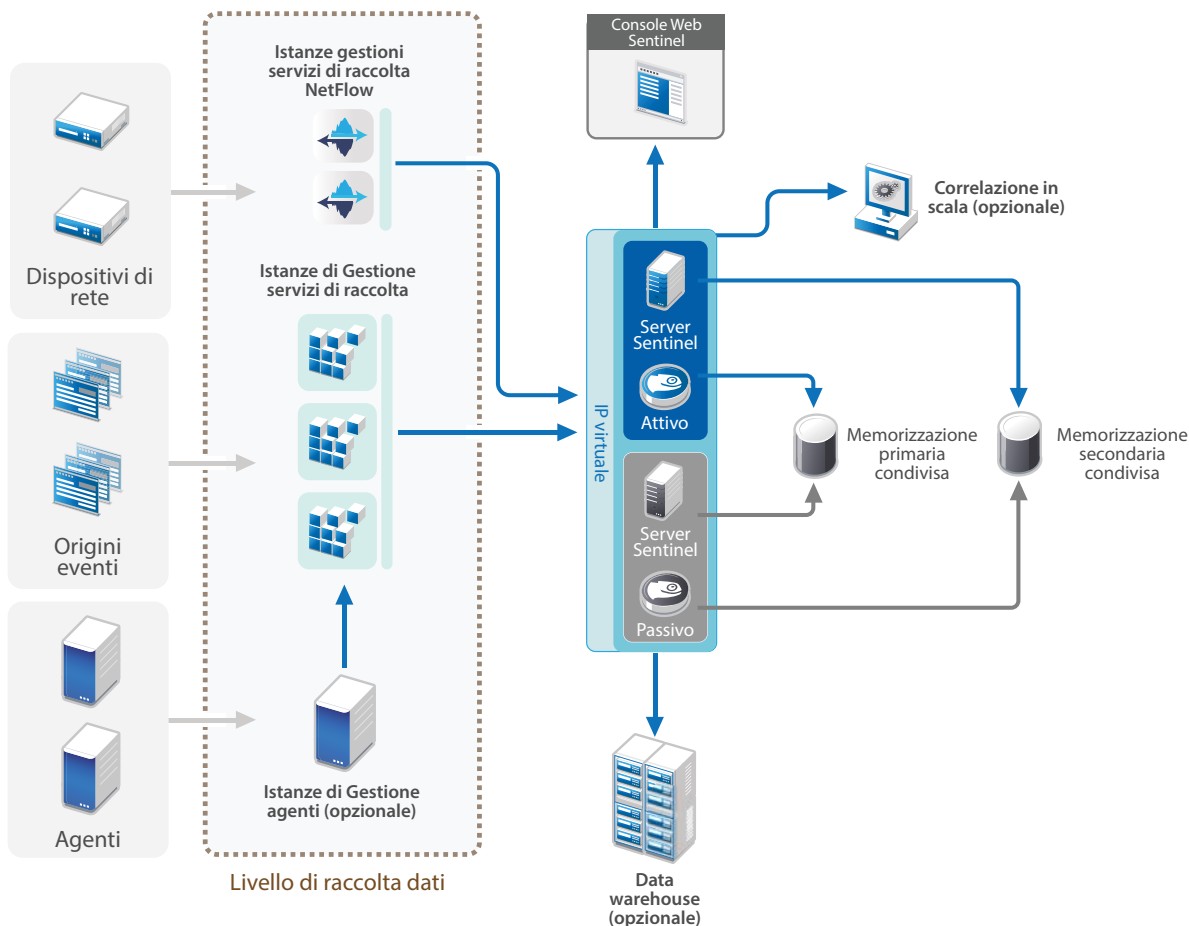 Dispositivi di
rete
Origini
eventi
Agenti
Istanze gestioni
servizi di raccolta
NetFlow
Istanze di Gestione
servizi di raccolta
Istanze di Gestione
agenti (opzionale)
Livello di raccolta dati
Console Web
Sentinel
IP virtuale
Server
Sentinel
Attivo
Server
Sentinel
Passivo
Correlazione in
scala (opzionale)
Memorizzazione
primaria
condivisa
Memorizzazione
secondaria
condivisa
Data
warehouse
(opzionale)